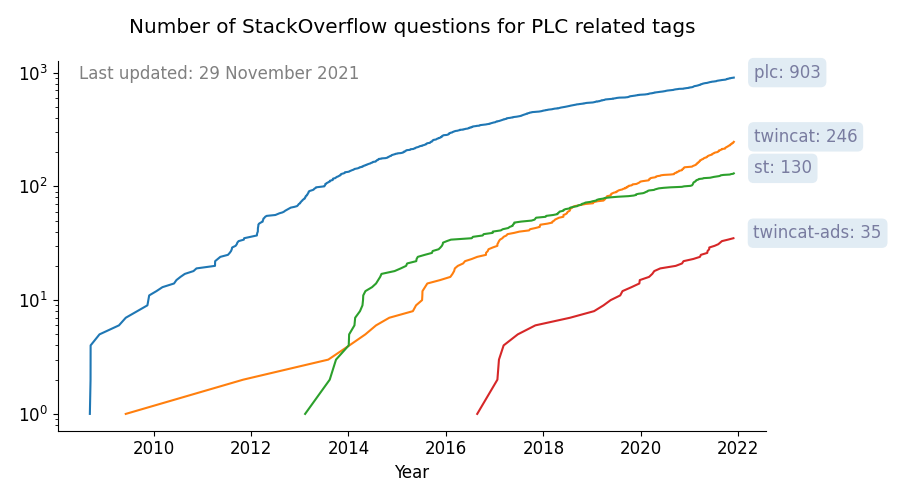 Number of StackOverflow questions for PLC related tags
Last updated: 29 November 2021
10³
10²
10¹
10⁰
plc: 903
twincat: 246
st: 130
twincat-ads: 35
2010 2012 2014 2016 2018 2020 2022
Year